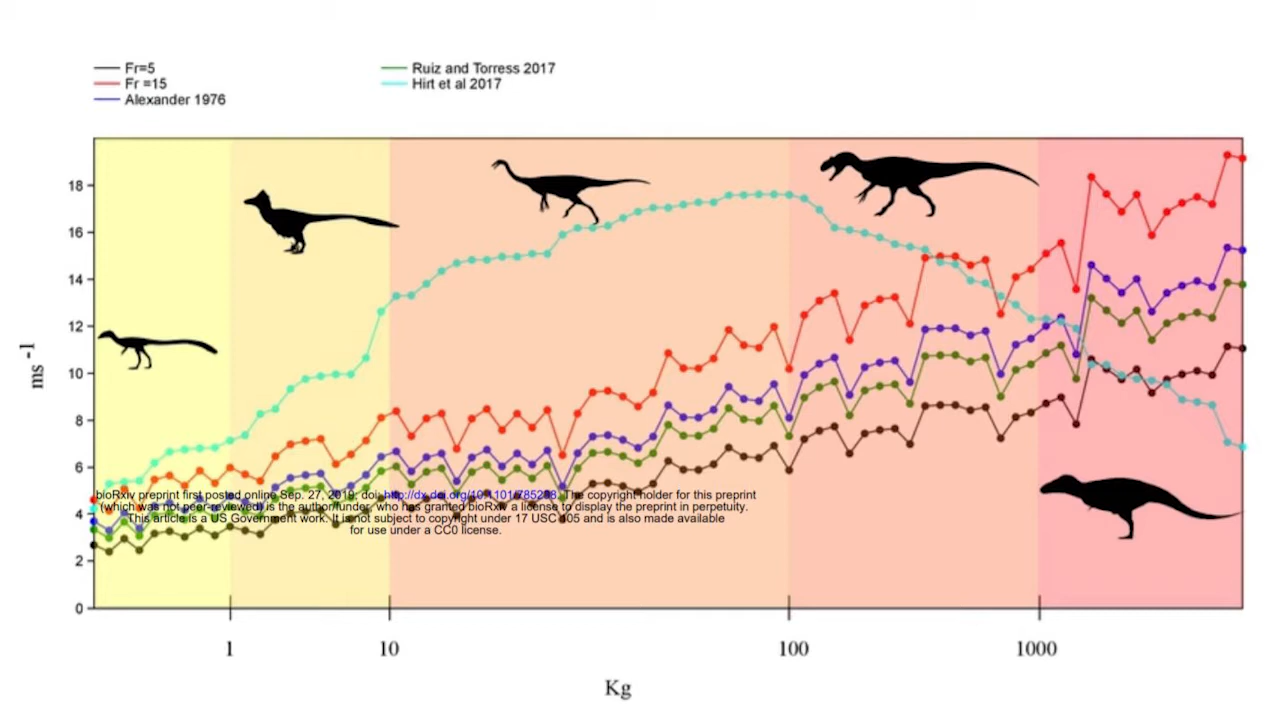 Fr=5
Fr =15
Alexander 1976
Ruiz and Torress 2017
Hirt et al 2017
ms -1
18
16
14
12
10
8
6
4
2
0
bioRxiv preprint first posted online Sep. 27, 2019; doi: http://dx.doi.org/10.1101/785238. The copyright holder for this preprint
(which was not peer-reviewed) is the author/funder, who has granted bioRxiv a license to display the preprint in perpetuity.
This article is a US Government work. It is not subject to copyright under 17 USC 105 and is also made available
for use under a CC0 license.
1 10 100 1000
Kg